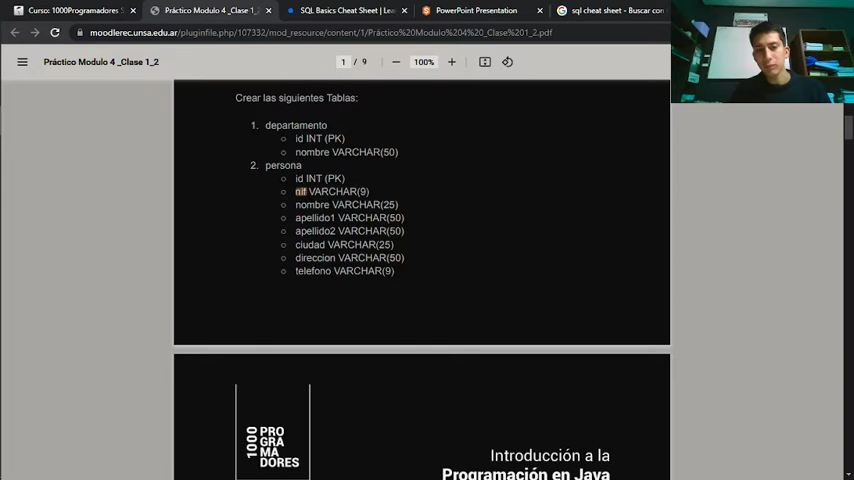 Curso: 1000Programadores S
Práctico Modulo 4 _Clase 1_2
SQL Basics Cheat Sheet | Lea
PowerPoint Presentation
sql cheat sheet - Buscar con
moodlerec.unsa.edu.ar/pluginfile.php/107332/mod_resource/content/1/Práctico%20Modulo%204%20_Clase%201_2.pdf
Práctico Modulo 4 _Clase 1_2
1 / 9
100%
Crear las siguientes Tablas:
1. departamento
id INT (PK)
nombre VARCHAR(50)
2. persona
id INT (PK)
nif VARCHAR(9)
nombre VARCHAR(25)
apellido1 VARCHAR(50)
apellido2 VARCHAR(50)
ciudad VARCHAR(25)
direccion VARCHAR(50)
telefono VARCHAR(9)
1000
PRO
GRA
MA
DORES
Introducción a la
Programación en Java